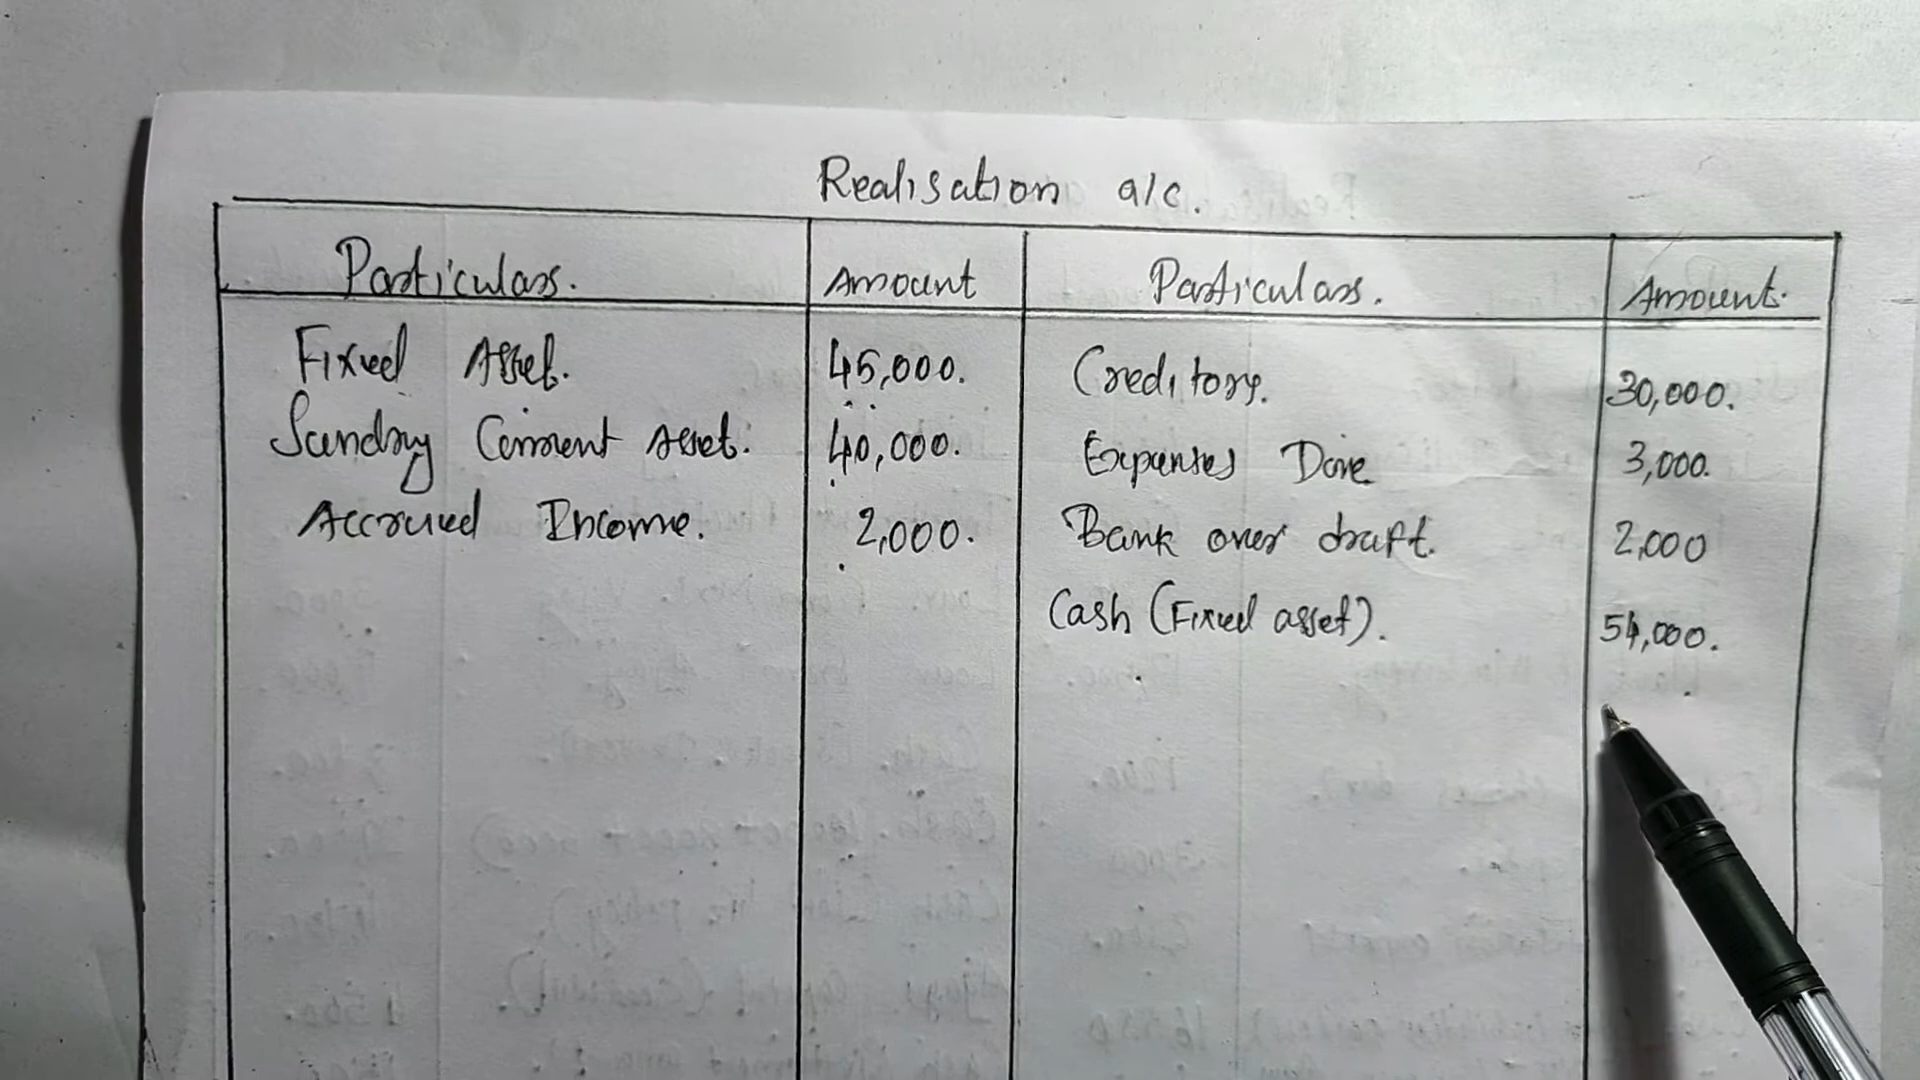 Realisation a/c.
Particulars. Amount Particulars. Amount.
Fixed Asset. 45,000. Creditors. 30,000.
Sundry Current Asset. 40,000. Expenses Due 3,000.
Accrued Income. 2,000. Bank over draft. 2,000
Cash (Fixed asset). 54,000.